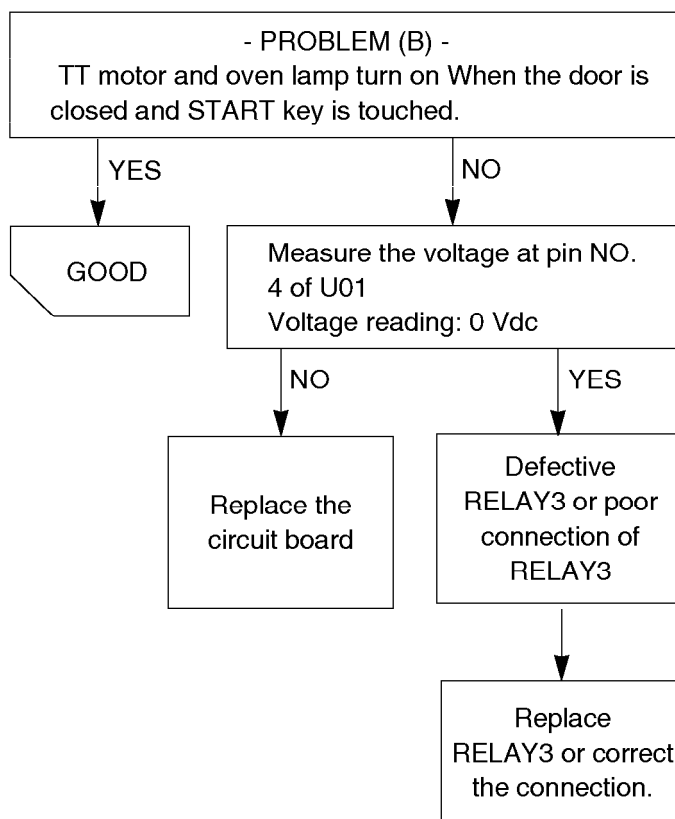 - PROBLEM (B) -
TT motor and oven lamp turn on When the door is
closed and START key is touched.
YES
NO
GOOD
Measure the voltage at pin NO.
4 of U01
Voltage reading: 0 Vdc
NO
YES
Replace the
circuit board
Defective
RELAY3 or poor
connection of
RELAY3
Replace
RELAY3 or correct
the connection.